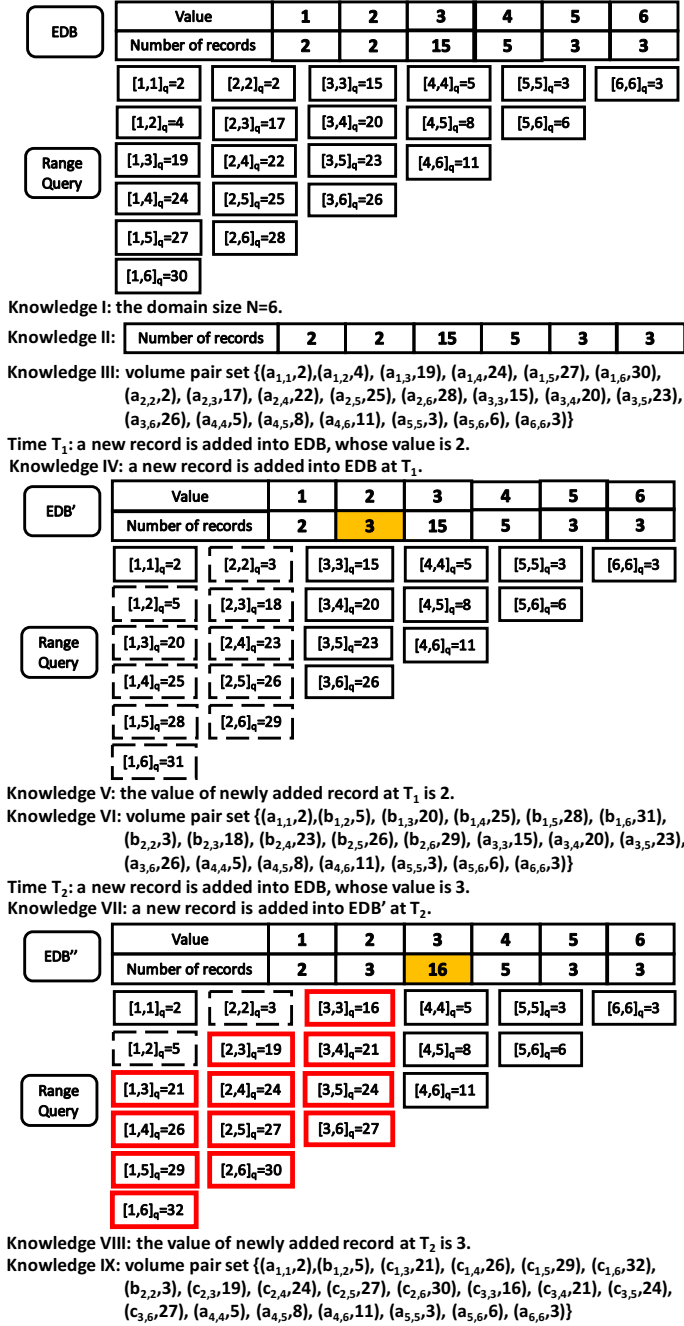 EDB Value 1 2 3 4 5 6
Number of records 2 2 15 5 3 3
[1,1]q=2 [2,2]q=2 [3,3]q=15 [4,4]q=5 [5,5]q=3 [6,6]q=3
[1,2]q=4 [2,3]q=17 [3,4]q=20 [4,5]q=8 [5,6]q=6
Range Query [1,3]q=19 [2,4]q=22 [3,5]q=23 [4,6]q=11
[1,4]q=24 [2,5]q=25 [3,6]q=26
[1,5]q=27 [2,6]q=28
[1,6]q=30
Knowledge I: the domain size N=6.
Knowledge II: Number of records 2 2 15 5 3 3
Knowledge III: volume pair set {(a1,1,2),(a1,2,4), (a1,3,19), (a1,4,24), (a1,5,27), (a1,6,30),
(a2,2,2), (a2,3,17), (a2,4,22), (a2,5,25), (a2,6,28), (a3,3,15), (a3,4,20), (a3,5,23),
(a3,6,26), (a4,4,5), (a4,5,8), (a4,6,11), (a5,5,3), (a5,6,6), (a6,6,3)}
Time T1: a new record is added into EDB, whose value is 2.
Knowledge IV: a new record is added into EDB at T1.
EDB' Value 1 2 3 4 5 6
Number of records 2 3 15 5 3 3
[1,1]q=2 [2,2]q=3 [3,3]q=15 [4,4]q=5 [5,5]q=3 [6,6]q=3
[1,2]q=5 [2,3]q=18 [3,4]q=20 [4,5]q=8 [5,6]q=6
Range Query [1,3]q=20 [2,4]q=23 [3,5]q=23 [4,6]q=11
[1,4]q=25 [2,5]q=26 [3,6]q=26
[1,5]q=28 [2,6]q=29
[1,6]q=31
Knowledge V: the value of newly added record at T1 is 2.
Knowledge VI: volume pair set {(a1,1,2),(b1,2,5), (b1,3,20), (b1,4,25), (b1,5,28), (b1,6,31),
(b2,2,3), (b2,3,18), (b2,4,23), (b2,5,26), (b2,6,29), (a3,3,15), (a3,4,20), (a3,5,23),
(a3,6,26), (a4,4,5), (a4,5,8), (a4,6,11), (a5,5,3), (a5,6,6), (a6,6,3)}
Time T2: a new record is added into EDB, whose value is 3.
Knowledge VII: a new record is added into EDB' at T2.
EDB'' Value 1 2 3 4 5 6
Number of records 2 3 16 5 3 3
[1,1]q=2 [2,2]q=3 [3,3]q=16 [4,4]q=5 [5,5]q=3 [6,6]q=3
[1,2]q=5 [2,3]q=19 [3,4]q=21 [4,5]q=8 [5,6]q=6
Range Query [1,3]q=21 [2,4]q=24 [3,5]q=24 [4,6]q=11
[1,4]q=26 [2,5]q=27 [3,6]q=27
[1,5]q=29 [2,6]q=30
[1,6]q=32
Knowledge VIII: the value of newly added record at T2 is 3.
Knowledge IX: volume pair set {(a1,1,2),(b1,2,5), (c1,3,21), (c1,4,26), (c1,5,29), (c1,6,32),
(b2,2,3), (c2,3,19), (c2,4,24), (c2,5,27), (c2,6,30), (c3,3,16), (c3,4,21), (c3,5,24),
(c3,6,27), (a4,4,5), (a4,5,8), (a4,6,11), (a5,5,3), (a5,6,6), (a6,6,3)}